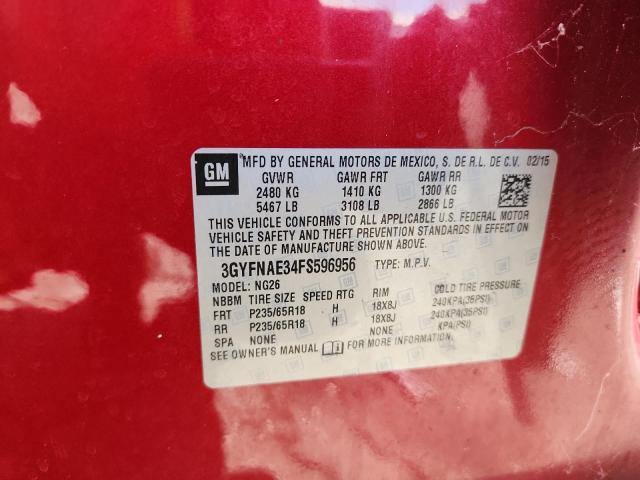 GM
MFD BY GENERAL MOTORS DE MEXICO, S. DE R.L. DE C.V. 02/15
GVWR GAWR FRT GAWR RR
2480 KG 1410 KG 1300 KG
5467 LB 3108 LB 2866 LB
THIS VEHICLE CONFORMS TO ALL APPLICABLE U.S. FEDERAL MOTOR
VEHICLE SAFETY AND THEFT PREVENTION STANDARDS IN EFFECT ON
THE DATE OF MANUFACTURE SHOWN ABOVE.
3GYFNAE34FS596956 TYPE: M.P.V.
MODEL: NG26
NBBM TIRE SIZE SPEED RTG RIM COLD TIRE PRESSURE
FRT P235/65R18 H 18X8J 240KPA(35PSI)
RR P235/65R18 H 18X8J 240KPA(35PSI)
SPA NONE NONE KPA(PSI)
SEE OWNER'S MANUAL FOR MORE INFORMATION